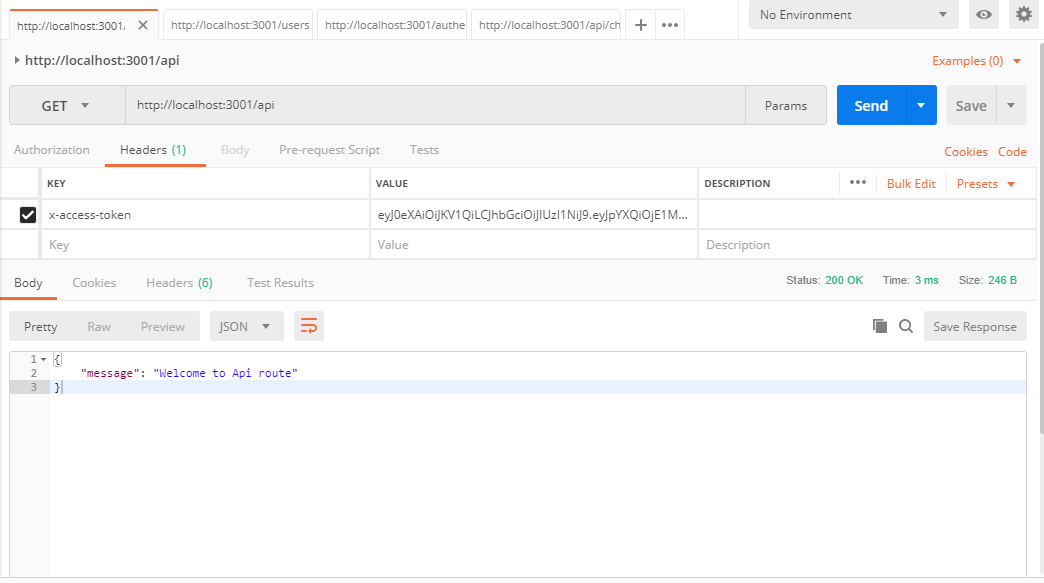 http://localhost:3001/ http://localhost:3001/users http://localhost:3001/authe http://localhost:3001/api/ch No Environment
http://localhost:3001/api Examples (0)
GET http://localhost:3001/api Params Send Save
Authorization Headers (1) Body Pre-request Script Tests Cookies Code
KEY VALUE DESCRIPTION Bulk Edit Presets
x-access-token eyJ0eXAiOiJKV1QiLCJhbGciOiJIUzI1NiJ9.eyJpYXQiOjE1M...
Key Value Description
Body Cookies Headers (6) Test Results Status: 200 OK Time: 3 ms Size: 246 B
Pretty Raw Preview JSON Save Response
1 {
2 "message": "Welcome to Api route"
3 }